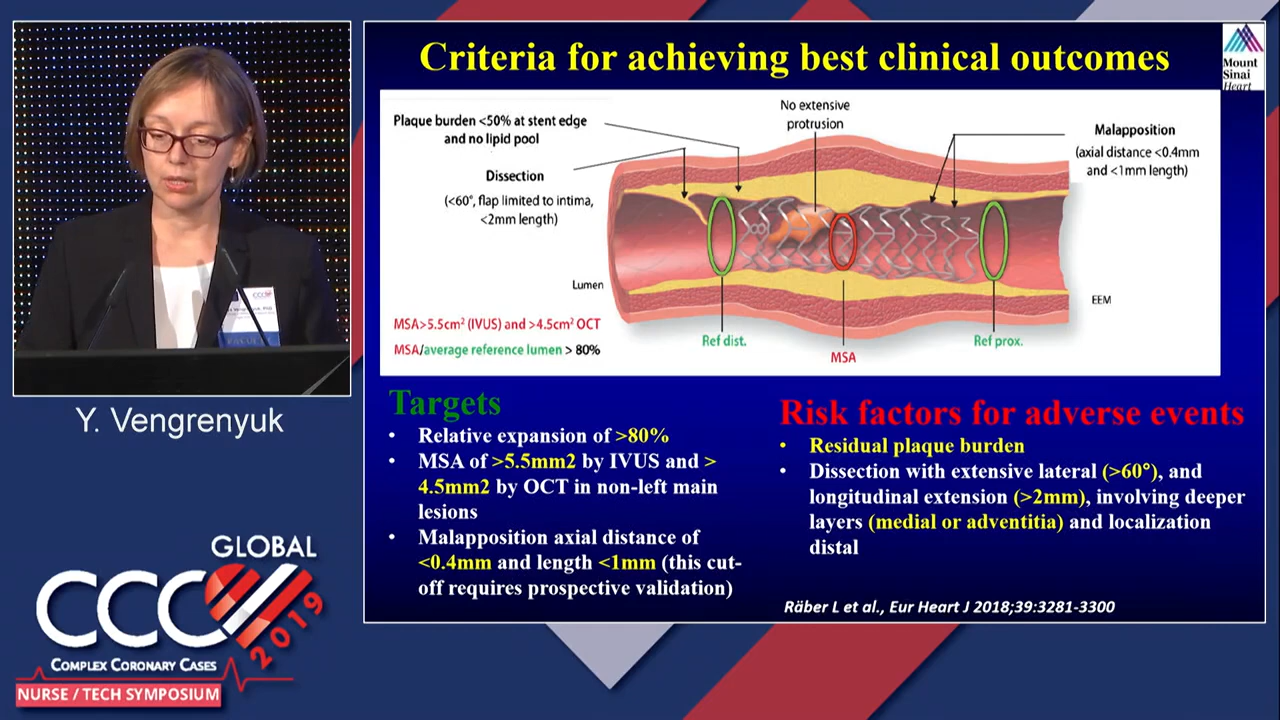 Criteria for achieving best clinical outcomes
Mount
Sinai
Heart
Plaque burden <50% at stent edge
and no lipid pool
Dissection
(<60°, flap limited to intima,
<2mm length)
No extensive
protrusion
Malapposition
(axial distance <0.4mm
and <1mm length)
Lumen
EEM
MSA>5.5cm² (IVUS) and >4.5cm² OCT
MSA/average reference lumen > 80%
Ref dist.
MSA
Ref prox.
Targets
• Relative expansion of >80%
• MSA of >5.5mm2 by IVUS and >
4.5mm2 by OCT in non-left main
lesions
• Malapposition axial distance of
<0.4mm and length <1mm (this cut-
off requires prospective validation)
Risk factors for adverse events
• Residual plaque burden
• Dissection with extensive lateral (>60°), and
longitudinal extension (>2mm), involving deeper
layers (medial or adventitia) and localization
distal
Räber L et al., Eur Heart J 2018;39:3281-3300
Y. Vengrenyuk
GLOBAL
CCC
2019
COMPLEX CORONARY CASES
NURSE / TECH SYMPOSIUM